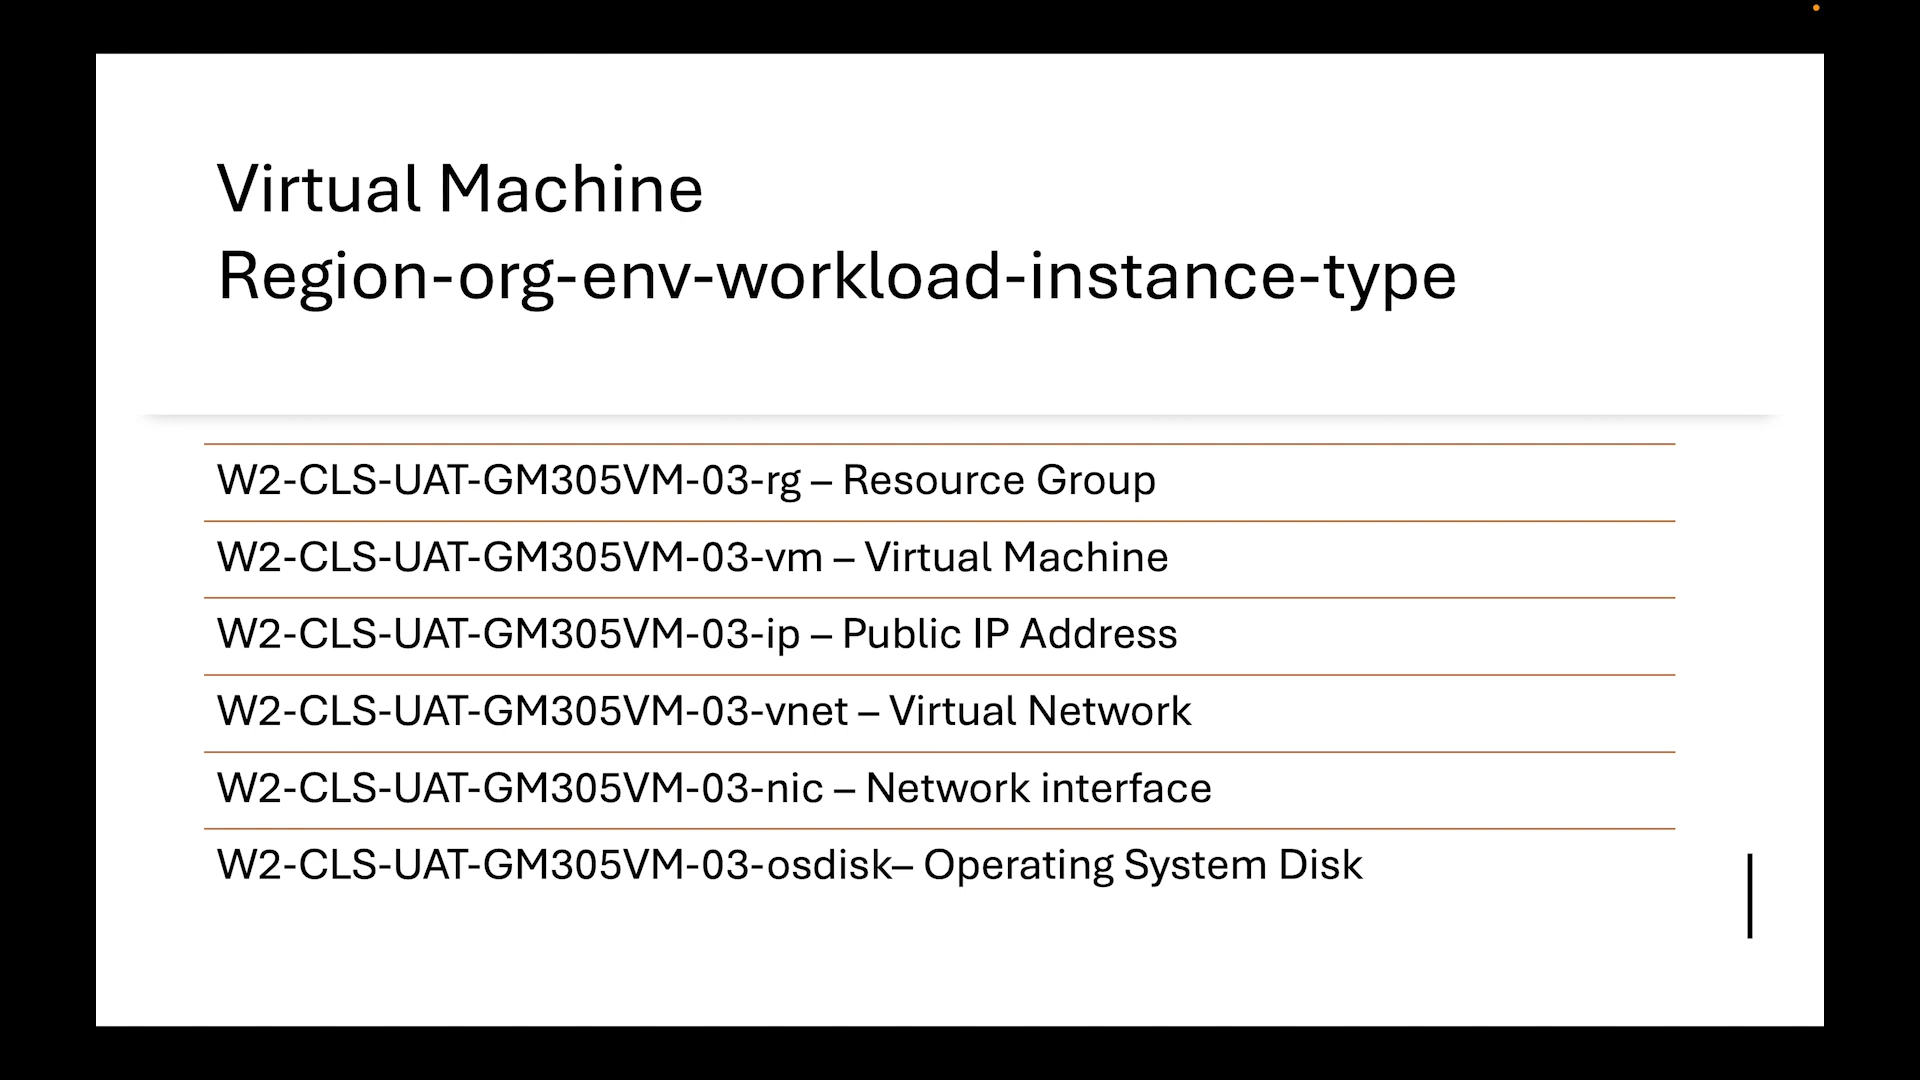 Virtual Machine
Region-org-env-workload-instance-type
W2-CLS-UAT-GM305VM-03-rg – Resource Group
W2-CLS-UAT-GM305VM-03-vm – Virtual Machine
W2-CLS-UAT-GM305VM-03-ip – Public IP Address
W2-CLS-UAT-GM305VM-03-vnet – Virtual Network
W2-CLS-UAT-GM305VM-03-nic – Network interface
W2-CLS-UAT-GM305VM-03-osdisk– Operating System Disk